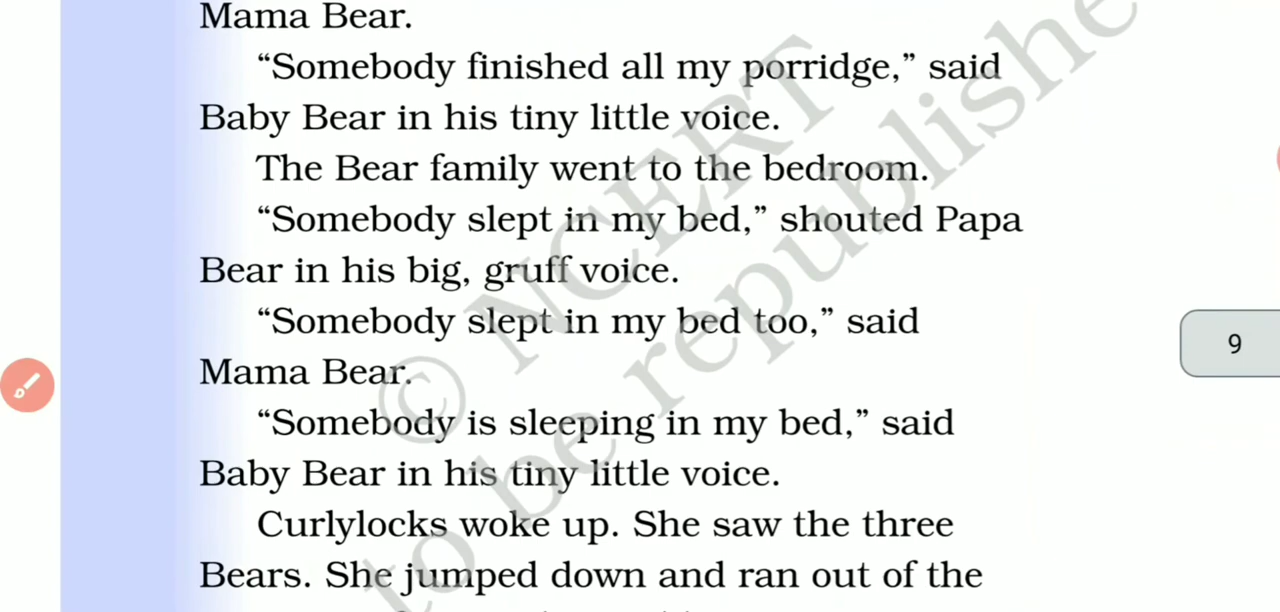 Mama Bear.
“Somebody finished all my porridge,” said
Baby Bear in his tiny little voice.
The Bear family went to the bedroom.
“Somebody slept in my bed,” shouted Papa
Bear in his big, gruff voice.
“Somebody slept in my bed too,” said
Mama Bear.
“Somebody is sleeping in my bed,” said
Baby Bear in his tiny little voice.
Curlylocks woke up. She saw the three
Bears. She jumped down and ran out of the
© NCERT
to be republishe
9